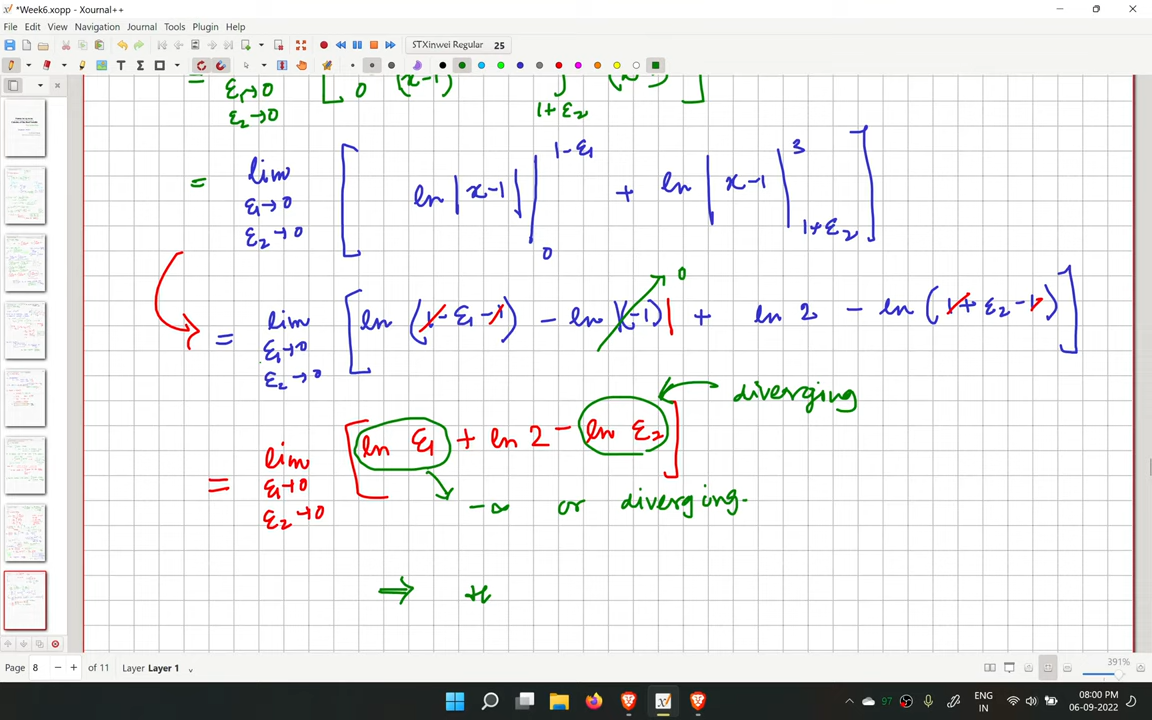 *Week6.xopp - Xournal++
File Edit View Navigation Journal Tools Plugin Help
STXinwei Regular 25
= ε₁→0 [ 0 (x-1) ∫ ]
ε₂→0 1+ε₂
= lim ε₁→0 ε₂→0 [ ln |x-1| |₀^{1-ε₁} + ln |x-1| |_{1+ε₂}^{3} ]
= lim ε₁→0 ε₂→0 [ ln (1-ε₁-1) - ln |(-1)| + ln 2 - ln (1+ε₂-1) ]
0
diverging
= lim ε₁→0 ε₂→0 [ ln ε₁ + ln 2 - ln ε₂ ]
-∞ or diverging.
⇒
Page 8 of 11 Layer Layer 1
391%
97 ENG IN 08:00 PM 06-09-2022